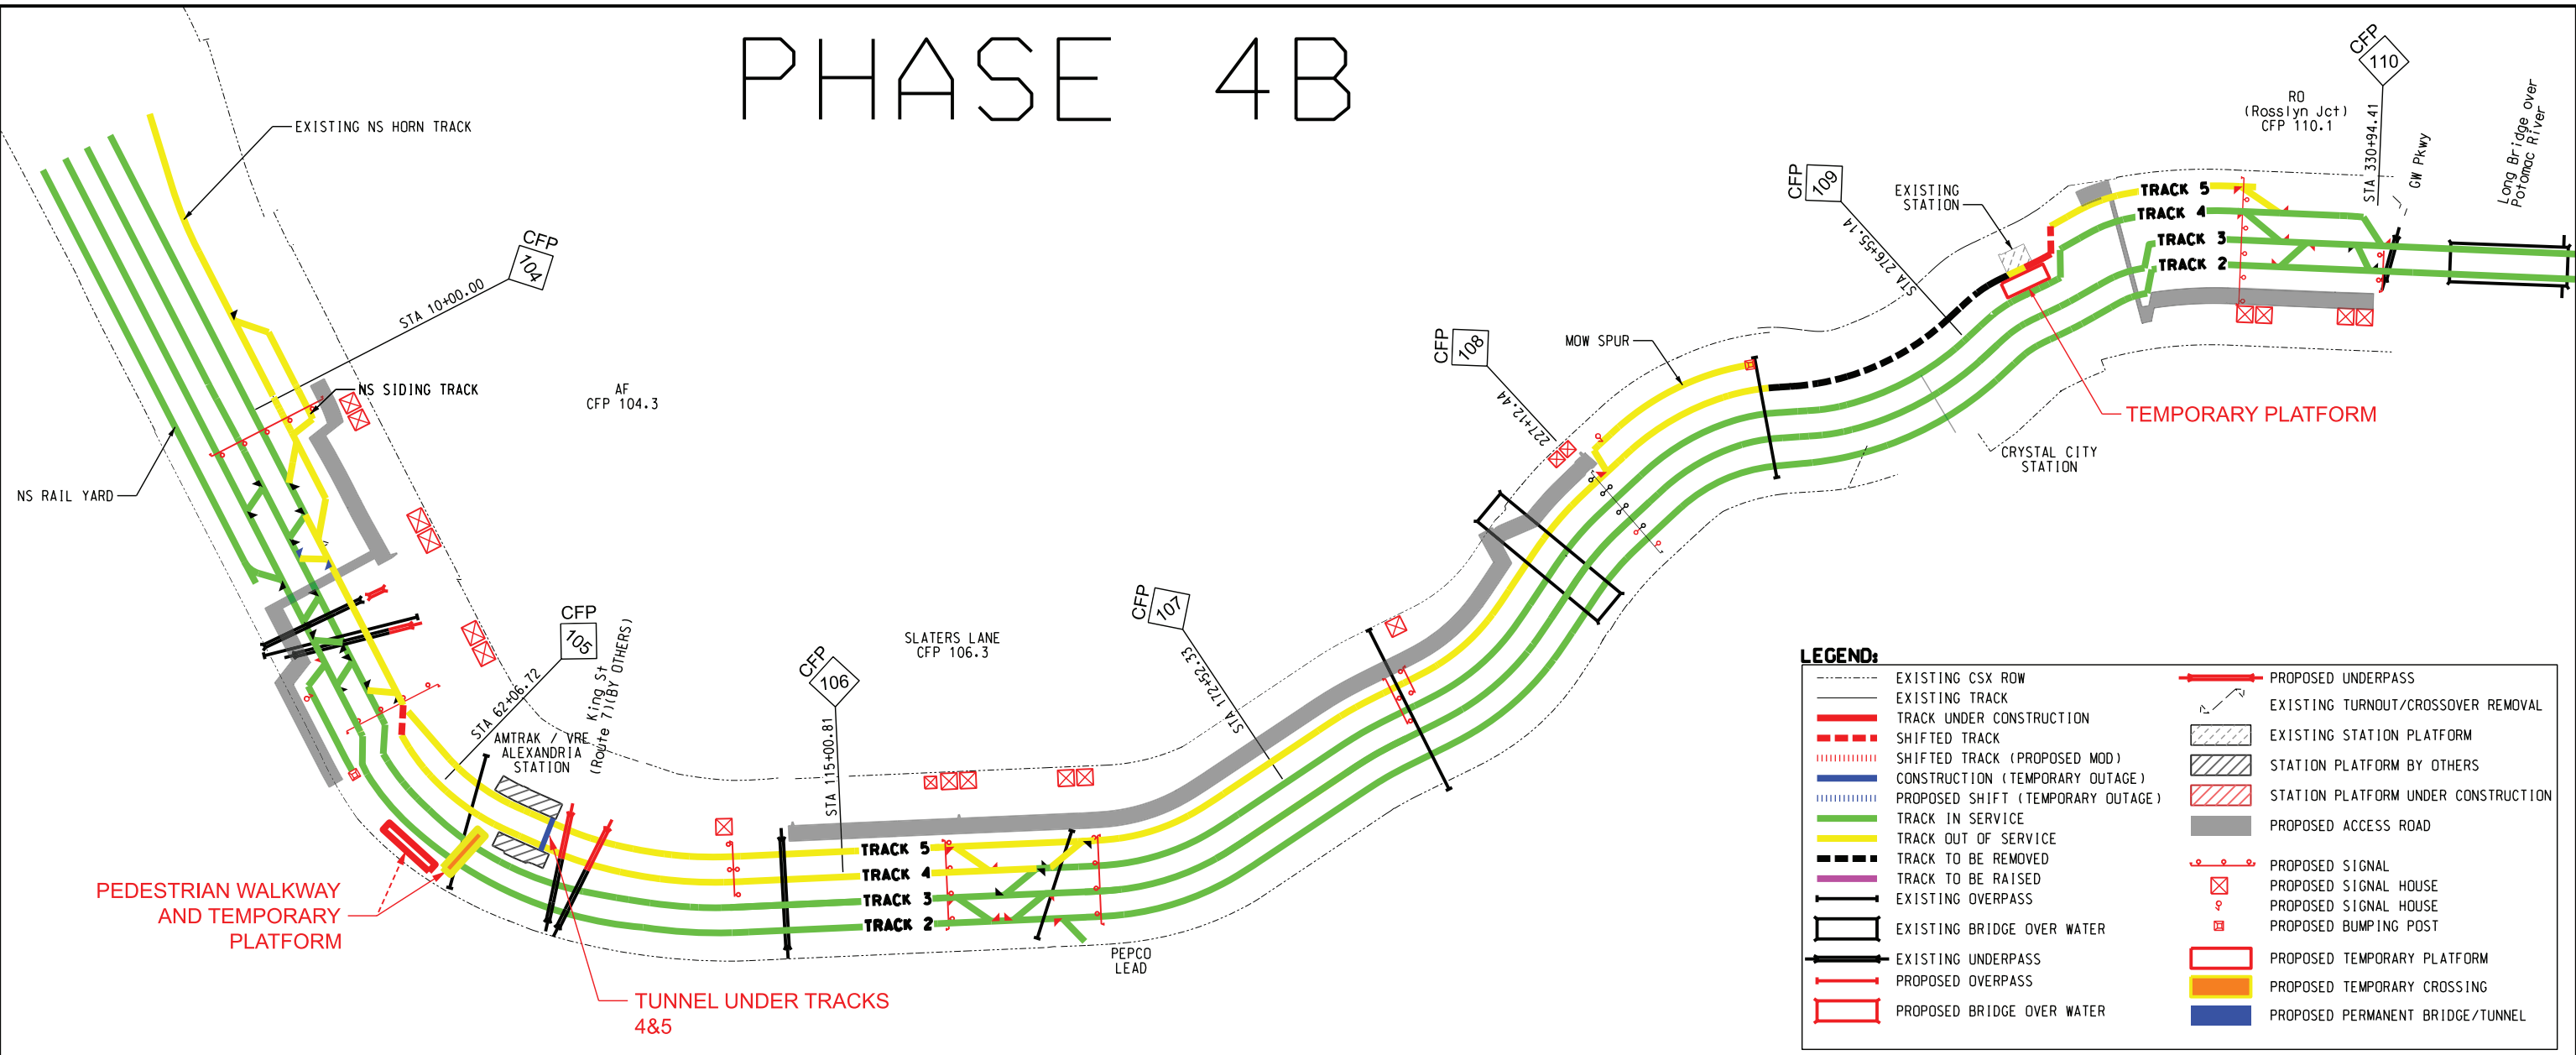 PHASE 4B
EXISTING NS HORN TRACK
CFP
104
STA 10+00.00
NS SIDING TRACK
AF
CFP 104.3
NS RAIL YARD
CFP
105
STA 62+06.72
AMTRAK / VRE
ALEXANDRIA
STATION
King St
(Route 7)(BY OTHERS)
PEDESTRIAN WALKWAY
AND TEMPORARY
PLATFORM
TUNNEL UNDER TRACKS
4&5
CFP
106
STA 115+00.81
SLATERS LANE
CFP 106.3
TRACK 5
TRACK 4
TRACK 3
TRACK 2
PEPCO
LEAD
CFP
107
STA 172+52.33
CFP
108
227+12.44
MOW SPUR
CFP
109
STA 276+55.14
EXISTING
STATION
TEMPORARY PLATFORM
CRYSTAL CITY
STATION
TRACK 5
TRACK 4
TRACK 3
TRACK 2
RO
(Rosslyn Jct)
CFP 110.1
CFP
110
STA 330+94.41
GW Pkwy
Long Bridge over
Potomac River
LEGEND:
EXISTING CSX ROW
EXISTING TRACK
TRACK UNDER CONSTRUCTION
SHIFTED TRACK
SHIFTED TRACK (PROPOSED MOD)
CONSTRUCTION (TEMPORARY OUTAGE)
PROPOSED SHIFT (TEMPORARY OUTAGE)
TRACK IN SERVICE
TRACK OUT OF SERVICE
TRACK TO BE REMOVED
TRACK TO BE RAISED
EXISTING OVERPASS
EXISTING BRIDGE OVER WATER
EXISTING UNDERPASS
PROPOSED OVERPASS
PROPOSED BRIDGE OVER WATER
PROPOSED UNDERPASS
EXISTING TURNOUT/CROSSOVER REMOVAL
EXISTING STATION PLATFORM
STATION PLATFORM BY OTHERS
STATION PLATFORM UNDER CONSTRUCTION
PROPOSED ACCESS ROAD
PROPOSED SIGNAL
PROPOSED SIGNAL HOUSE
PROPOSED SIGNAL HOUSE
PROPOSED BUMPING POST
PROPOSED TEMPORARY PLATFORM
PROPOSED TEMPORARY CROSSING
PROPOSED PERMANENT BRIDGE/TUNNEL